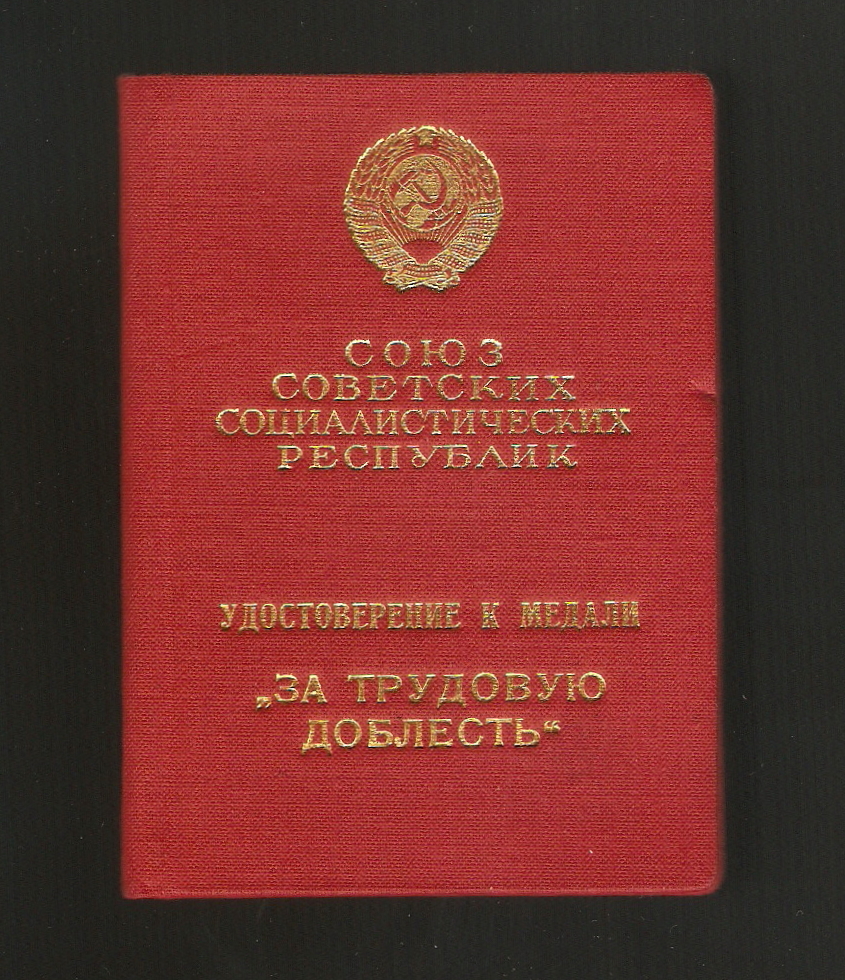 СОЮЗ
СОВЕТСКИХ
СОЦИАЛИСТИЧЕСКИХ
РЕСПУБЛИК
УДОСТОВЕРЕНИЕ К МЕДАЛИ
„ЗА ТРУДОВУЮ
ДОБЛЕСТЬ“